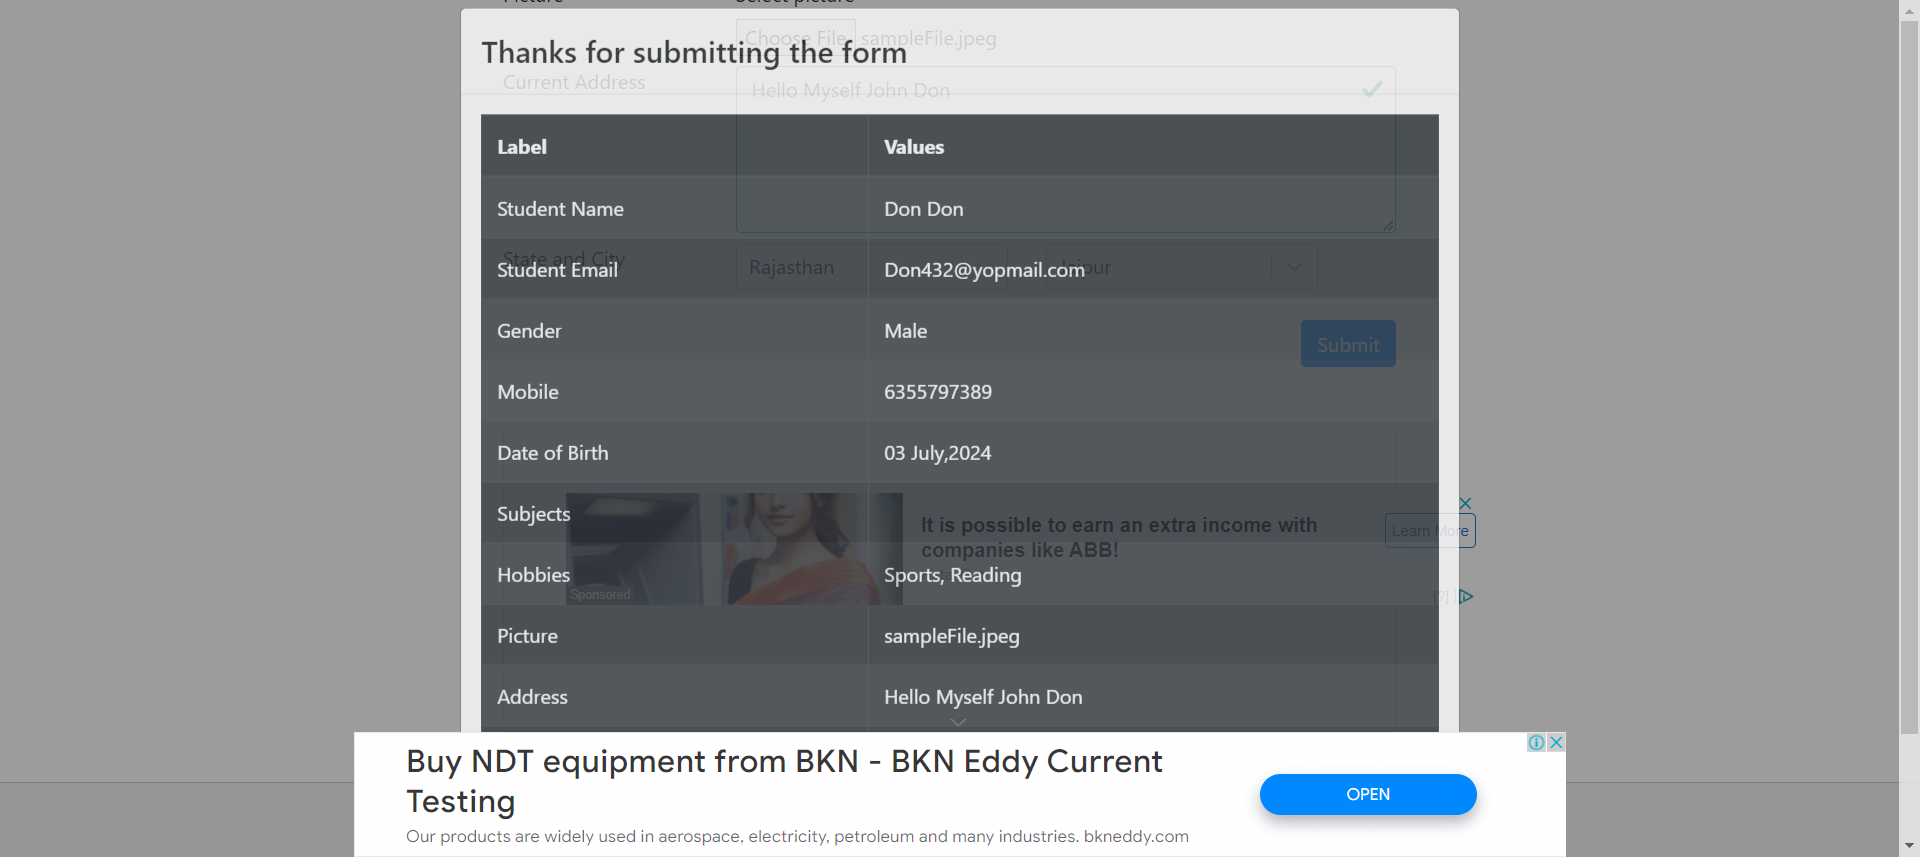 Picture
Select picture
Choose File
sampleFile.jpeg
Thanks for submitting the form
Current Address
Hello Myself John Don
Label
Values
Student Name
Don Don
State and City
Rajasthan
Jaipur
Student Email
Don432@yopmail.com
Gender
Male
Submit
Mobile
6355797389
Date of Birth
03 July,2024
Subjects
It is possible to earn an extra income with
companies like ABB!
Learn More
Hobbies
Sports, Reading
Sponsored
Picture
sampleFile.jpeg
Address
Hello Myself John Don
Buy NDT equipment from BKN - BKN Eddy Current
Testing
OPEN
Our products are widely used in aerospace, electricity, petroleum and many industries. bkneddy.com